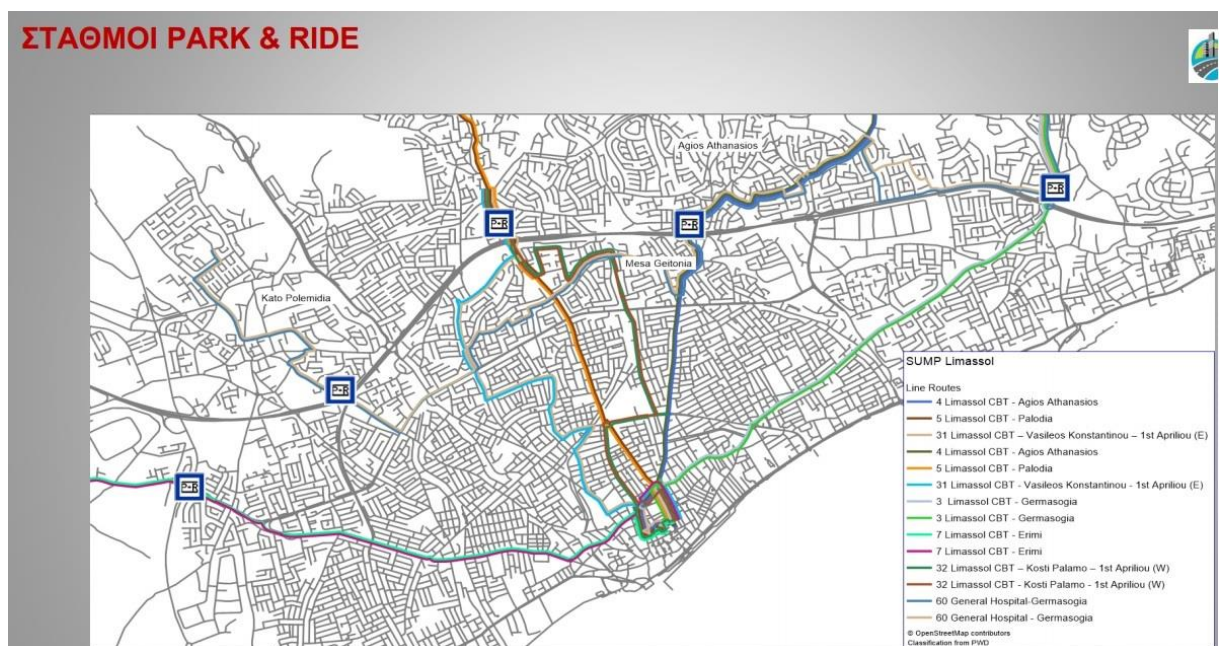 ΣΤΑΘΜΟΙ PARK & RIDE
Agios Athanasios
Mesa Geitonia
Kato Polemidia
P-R
P-R
P-R
P-R
P-R
SUMP Limassol
Line Routes
4 Limassol CBT - Agios Athanasios
5 Limassol CBT - Palodia
31 Limassol CBT – Vasileos Konstantinou – 1st Apriliou (E)
4 Limassol CBT - Agios Athanasios
5 Limassol CBT - Palodia
31 Limassol CBT - Vasileos Konstantinou - 1st Apriliou (E)
3 Limassol CBT - Germasogia
3 Limassol CBT - Germasogia
7 Limassol CBT - Erimi
7 Limassol CBT - Erimi
32 Limassol CBT – Kosti Palamo – 1st Apriliou (W)
32 Limassol CBT - Kosti Palamo - 1st Apriliou (W)
60 General Hospital-Germasogia
60 General Hospital - Germasogia
© OpenStreetMap contributors
Classification from PWD